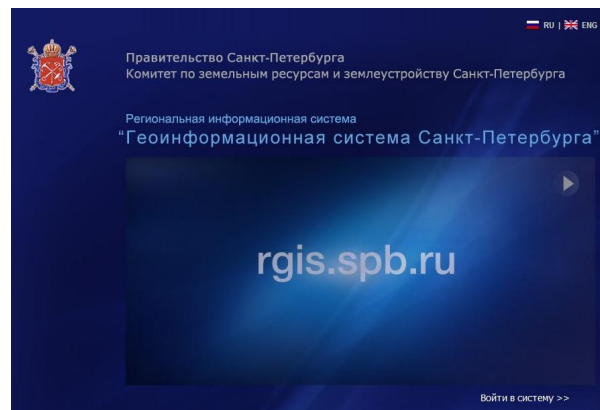 RU | ENG
Правительство Санкт-Петербурга
Комитет по земельным ресурсам и землеустройству Санкт-Петербурга
Региональная информационная система
“Геоинформационная система Санкт-Петербурга”
rgis.spb.ru
Войти в систему >>